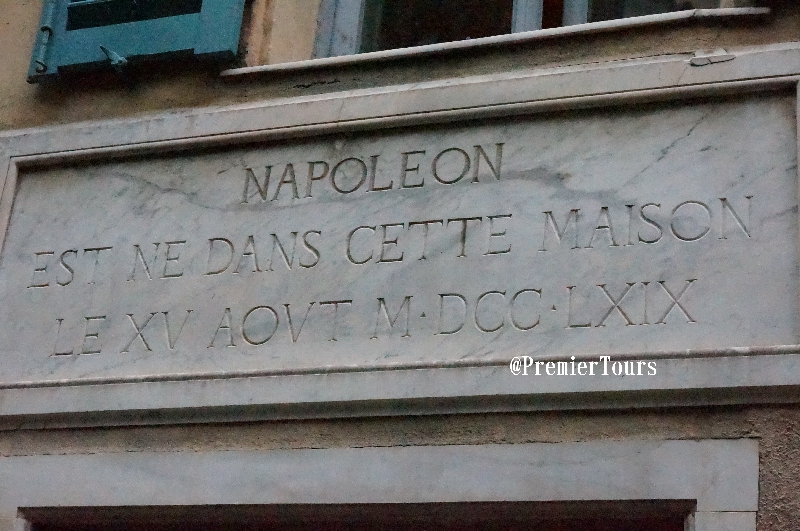 NAPOLEON
EST NE DANS CETTE MAISON
LE XV AOVT M·DCC·LXIX
@PremierTours